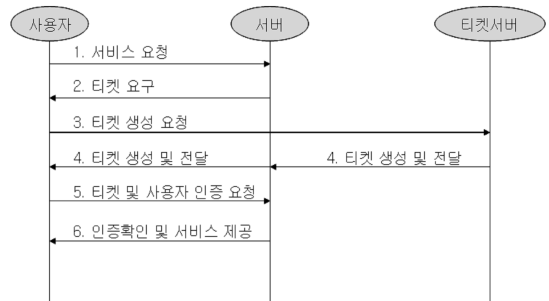 사용자 서버 티켓서버
1. 서비스 요청
2. 티켓 요구
3. 티켓 생성 요청
4. 티켓 생성 및 전달 4. 티켓 생성 및 전달
5. 티켓 및 사용자 인증 요청
6. 인증확인 및 서비스 제공